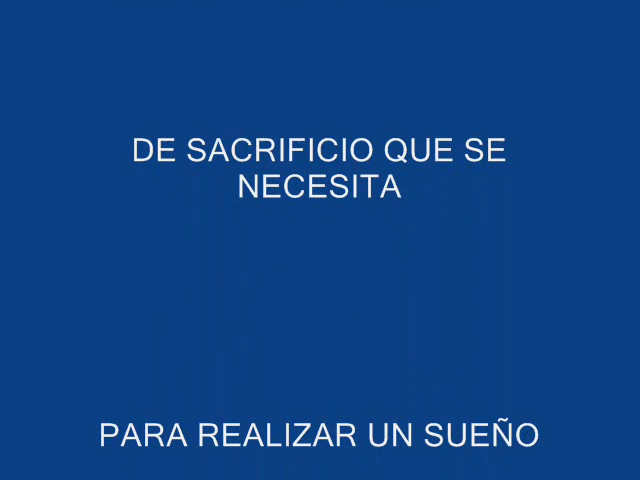 DE SACRIFICIO QUE SE
NECESITA
PARA REALIZAR UN SUEÑO